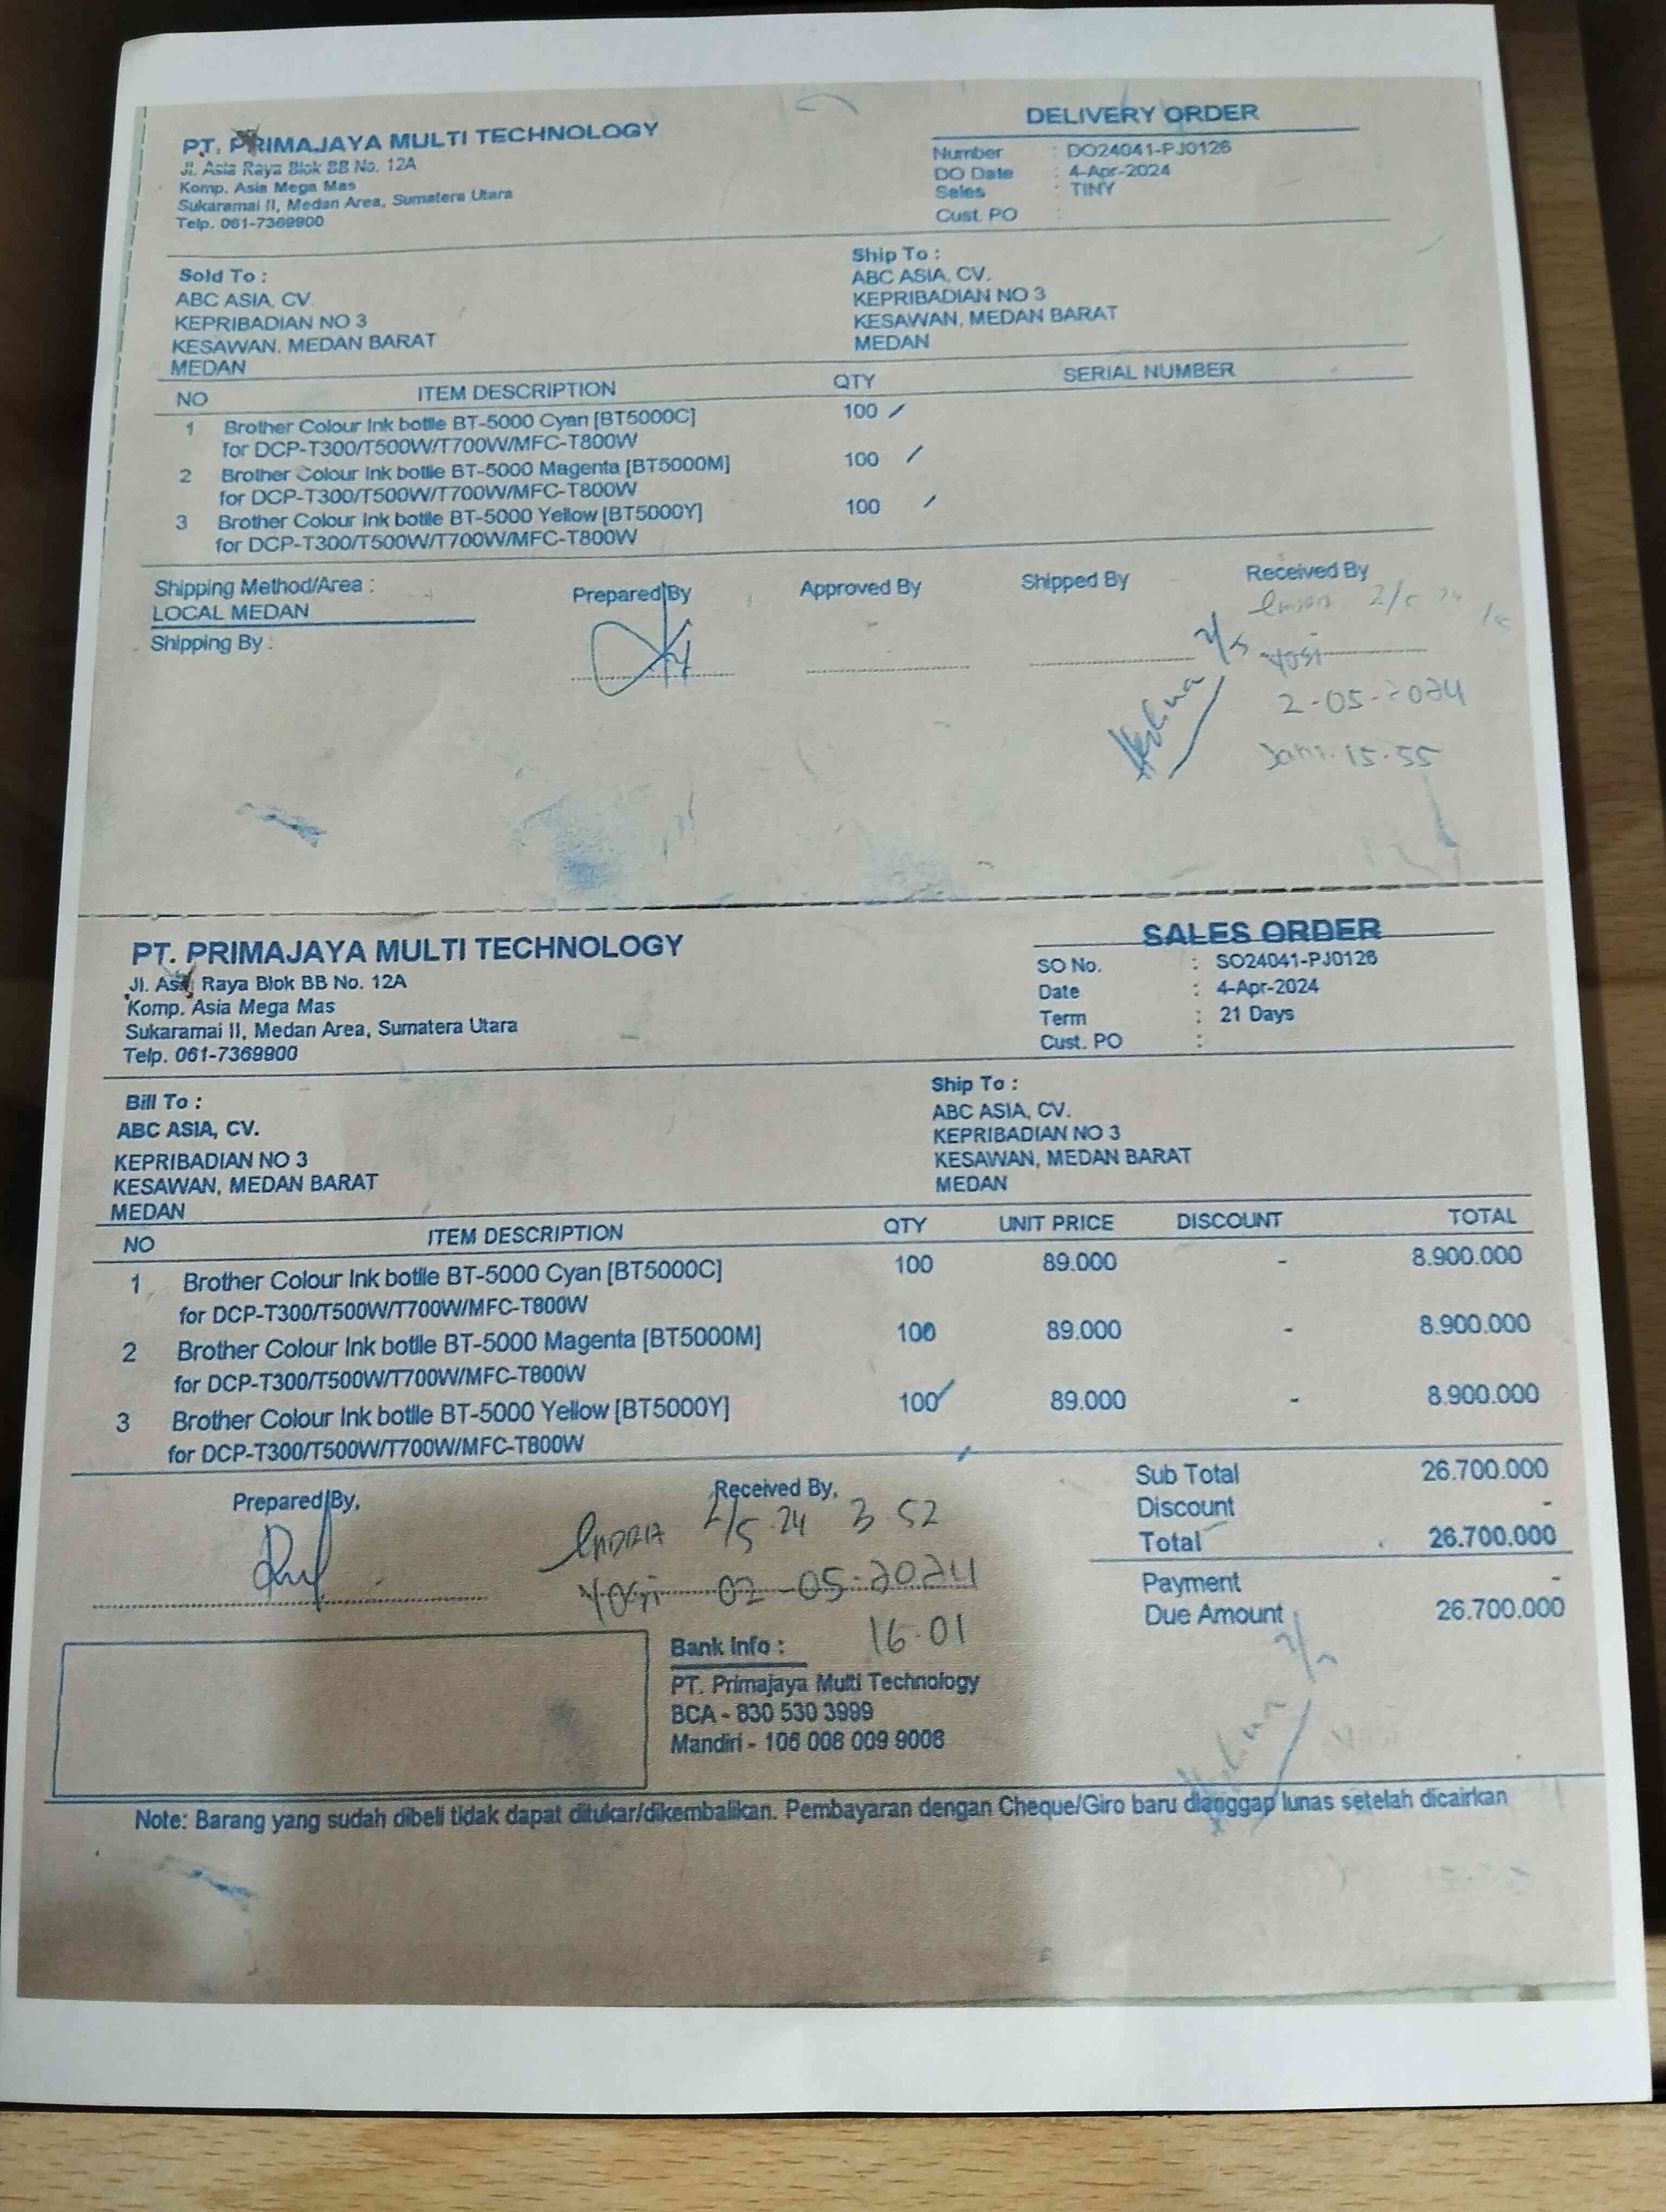 DELIVERY ORDER
PT. PRIMAJAYA MULTI TECHNOLOGY
Jl. Asia Raya Blok BB No. 12A
Komp. Asia Mega Mas
Sukaramai II, Medan Area, Sumatera Utara
Telp. 061-7369900
Number : DO24041-PJ0126
DO Date : 4-Apr-2024
Sales : TINY
Cust. PO :
Sold To :
ABC ASIA, CV.
KEPRIBADIAN NO 3
KESAWAN, MEDAN BARAT
MEDAN
Ship To :
ABC ASIA, CV.
KEPRIBADIAN NO 3
KESAWAN, MEDAN BARAT
MEDAN
NO ITEM DESCRIPTION QTY SERIAL NUMBER
1 Brother Colour Ink bottle BT-5000 Cyan [BT5000C] 100
for DCP-T300/T500W/T700W/MFC-T800W
2 Brother Colour Ink bottle BT-5000 Magenta [BT5000M] 100
for DCP-T300/T500W/T700W/MFC-T800W
3 Brother Colour Ink bottle BT-5000 Yellow [BT5000Y] 100
for DCP-T300/T500W/T700W/MFC-T800W
Shipping Method/Area :
LOCAL MEDAN
Shipping By :
Prepared By
Approved By
Shipped By
Received By
2/5
Yosi
2-05-2024
Jam. 15.55
SALES ORDER
PT. PRIMAJAYA MULTI TECHNOLOGY
Jl. Asia Raya Blok BB No. 12A
Komp. Asia Mega Mas
Sukaramai II, Medan Area, Sumatera Utara
Telp. 061-7369900
SO No. : SO24041-PJ0126
Date : 4-Apr-2024
Term : 21 Days
Cust. PO :
Bill To :
ABC ASIA, CV.
KEPRIBADIAN NO 3
KESAWAN, MEDAN BARAT
MEDAN
Ship To :
ABC ASIA, CV.
KEPRIBADIAN NO 3
KESAWAN, MEDAN BARAT
MEDAN
NO ITEM DESCRIPTION QTY UNIT PRICE DISCOUNT TOTAL
1 Brother Colour Ink bottle BT-5000 Cyan [BT5000C] 100 89.000 - 8.900.000
for DCP-T300/T500W/T700W/MFC-T800W
2 Brother Colour Ink bottle BT-5000 Magenta [BT5000M] 100 89.000 - 8.900.000
for DCP-T300/T500W/T700W/MFC-T800W
3 Brother Colour Ink bottle BT-5000 Yellow [BT5000Y] 100 89.000 - 8.900.000
for DCP-T300/T500W/T700W/MFC-T800W
Prepared By,
Received By,
INDRIA 2/5 24 3 52
Yosi 02-05-2024
16.01
Sub Total 26.700.000
Discount -
Total 26.700.000
Payment -
Due Amount 26.700.000
Bank Info :
PT. Primajaya Multi Technology
BCA - 830 530 3999
Mandiri - 106 008 009 9008
Note: Barang yang sudah dibeli tidak dapat ditukar/dikembalikan. Pembayaran dengan Cheque/Giro baru dianggap lunas setelah dicairkan